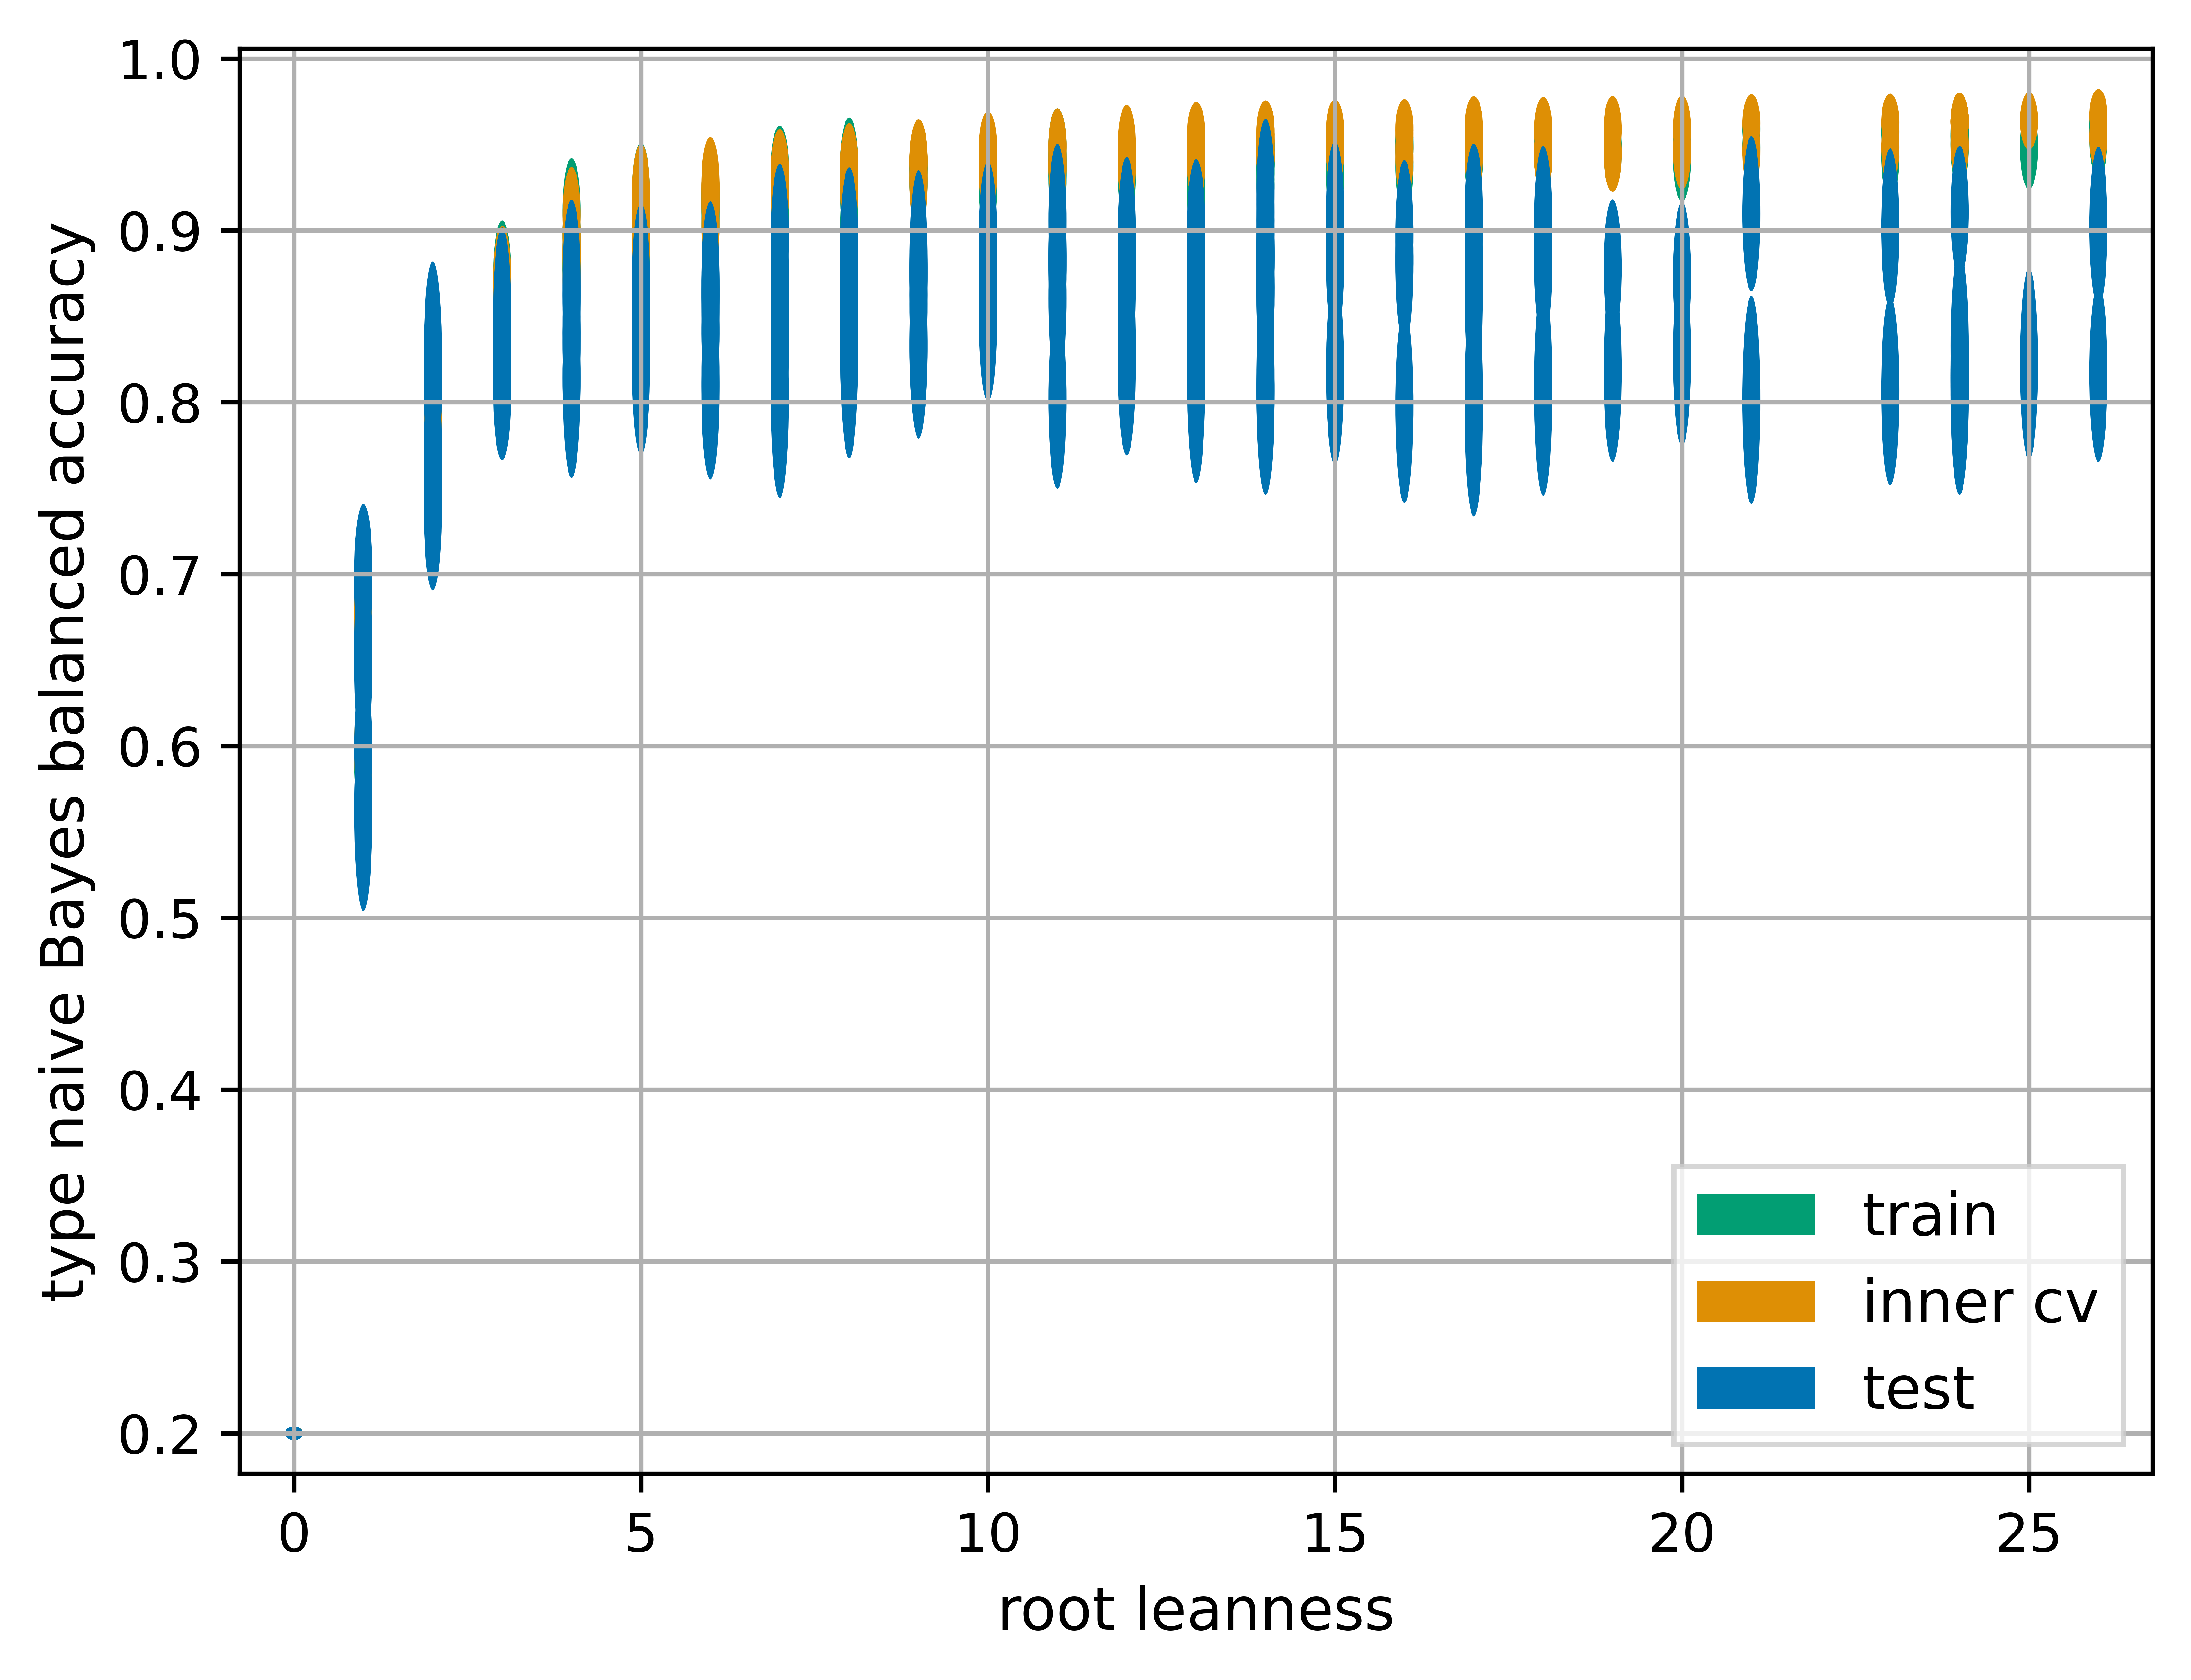 type naive Bayes balanced accuracy
1.0
0.9
0.8
0.7
0.6
0.5
0.4
0.3
0.2
train
inner cv
test
0 5 10 15 20 25
root leanness